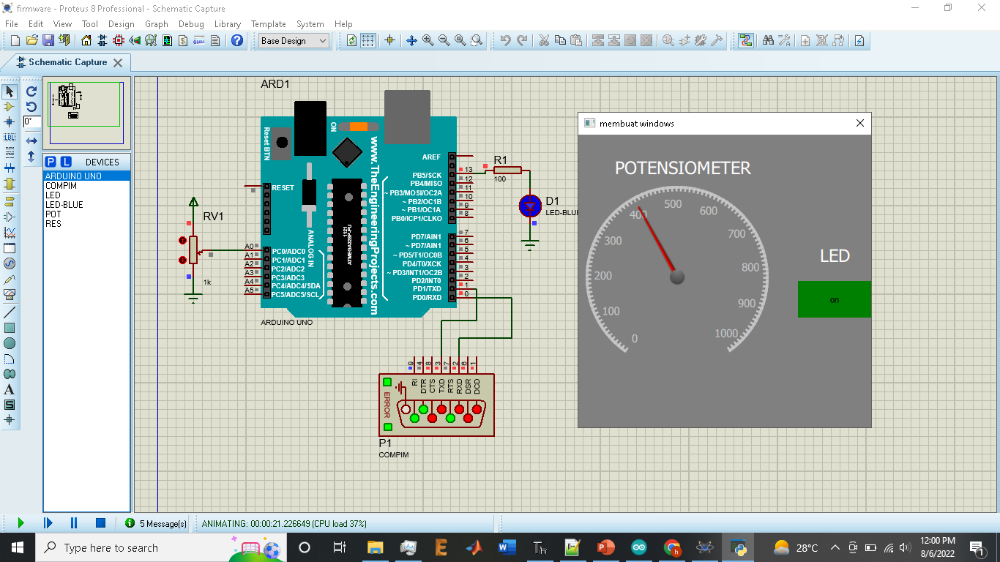 firmware - Proteus 8 Professional - Schematic Capture
File Edit View Tool Design Graph Debug Library Template System Help
Base Design
Schematic Capture
0°
P L DEVICES
ARDUINO UNO
COMPIM
LED
LED-BLUE
POT
RES
LBL
A
S
ARD1
Reset BTN
ON
www.TheEngineeringProjects.com
1121
ATMEGA328P-PU
ANALOG IN
RESET
A0 PC0/ADC0
A1 PC1/ADC1
A2 PC2/ADC2
A3 PC3/ADC3
A4 PC4/ADC4/SDA
A5 PC5/ADC5/SCL
AREF
PB5/SCK 13
PB4/MISO 12
~ PB3/MOSI/OC2A 11
~ PB2/OC1B 10
~ PB1/OC1A 9
PB0/ICP1/CLKO 8
PD7/AIN1 7
~ PD7/AIN1 6
~ PD5/T1/OC0B 5
PD4/T0/XCK 4
~ PD3/INT1/OC2B 3
PD2/INT0 2
PD1/TXD 1
PD0/RXD 0
ARDUINO UNO
RV1
1k
R1
100
D1
LED-BLUE
9 4 8 3 7 2 6 1
RI DTR CTS TXD RTS RXD DSR DCD
ERROR
P1
COMPIM
membuat windows
POTENSIOMETER
0
100
200
300
400
500
600
700
800
900
1000
LED
on
5 Message(s)
ANIMATING: 00:00:21.226649 (CPU load 37%)
Type here to search
28°C
12:00 PM
8/6/2022
1